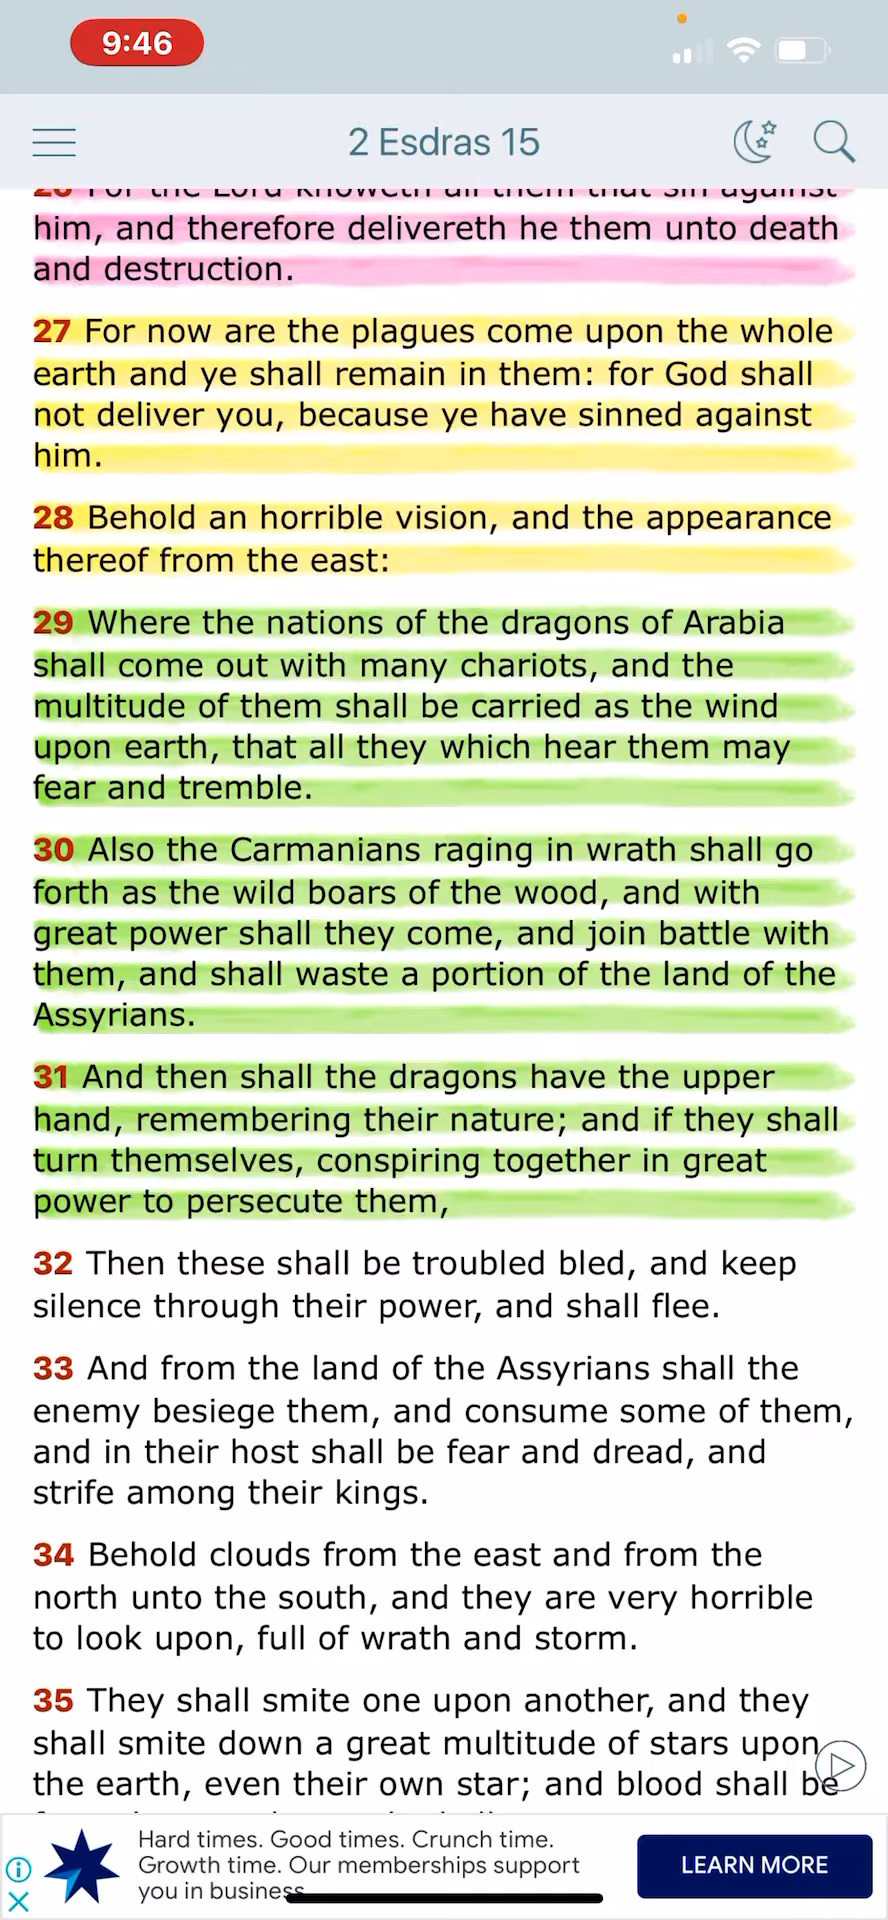 9:46
2 Esdras 15
26 For the Lord knoweth all them that sin against
him, and therefore delivereth he them unto death
and destruction.
27 For now are the plagues come upon the whole
earth and ye shall remain in them: for God shall
not deliver you, because ye have sinned against
him.
28 Behold an horrible vision, and the appearance
thereof from the east:
29 Where the nations of the dragons of Arabia
shall come out with many chariots, and the
multitude of them shall be carried as the wind
upon earth, that all they which hear them may
fear and tremble.
30 Also the Carmanians raging in wrath shall go
forth as the wild boars of the wood, and with
great power shall they come, and join battle with
them, and shall waste a portion of the land of the
Assyrians.
31 And then shall the dragons have the upper
hand, remembering their nature; and if they shall
turn themselves, conspiring together in great
power to persecute them,
32 Then these shall be troubled bled, and keep
silence through their power, and shall flee.
33 And from the land of the Assyrians shall the
enemy besiege them, and consume some of them,
and in their host shall be fear and dread, and
strife among their kings.
34 Behold clouds from the east and from the
north unto the south, and they are very horrible
to look upon, full of wrath and storm.
35 They shall smite one upon another, and they
shall smite down a great multitude of stars upon
the earth, even their own star; and blood shall be
Hard times. Good times. Crunch time.
Growth time. Our memberships support
you in business
LEARN MORE